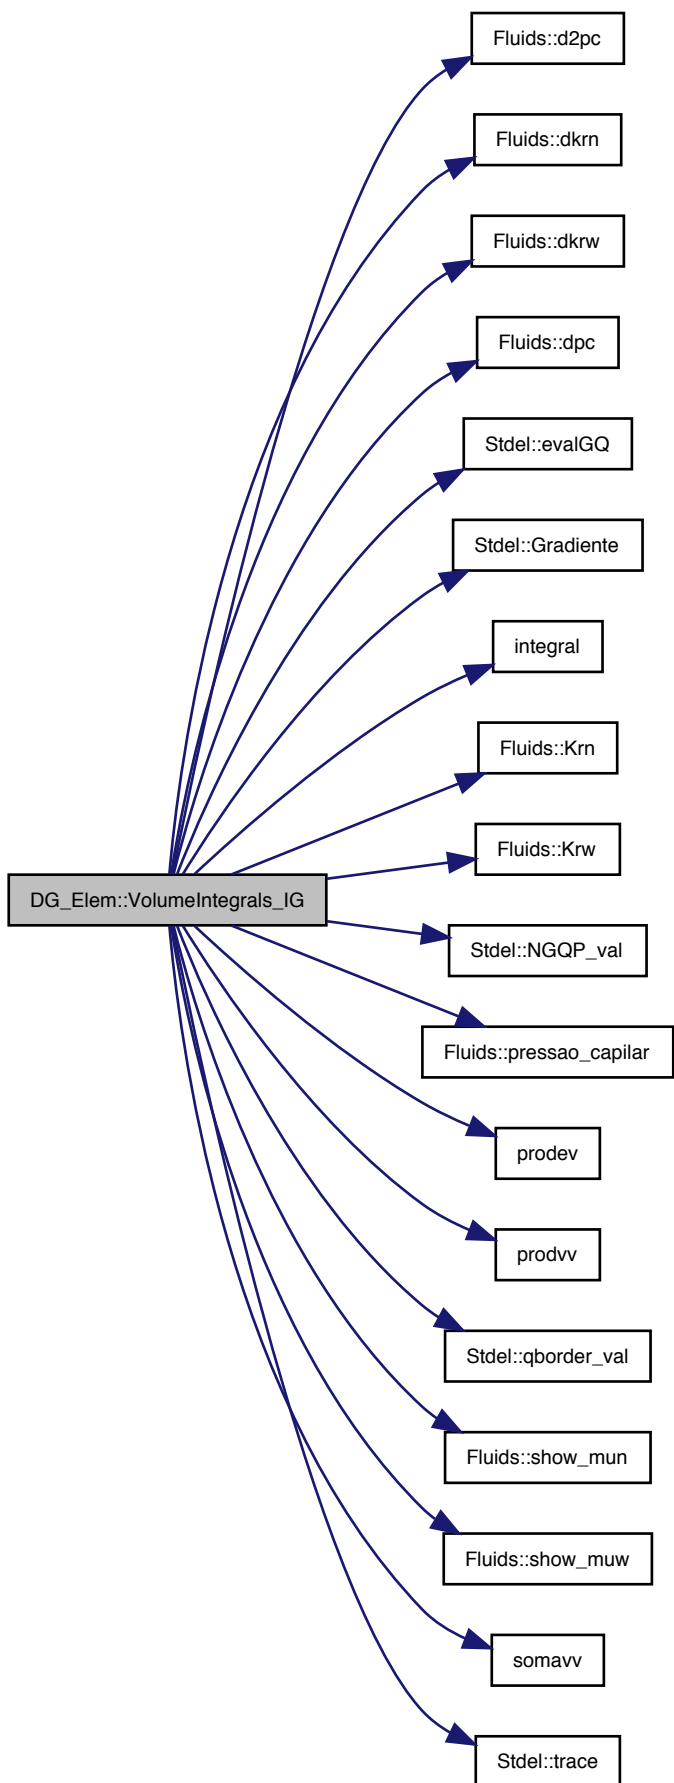 Fluids::d2pc
Fluids::dkrn
Fluids::dkrw
Fluids::dpc
Stdel::evalGQ
Stdel::Gradiente
integral
Fluids::Krn
Fluids::Krw
DG_Elem::VolumeIntegrals_IG
Stdel::NGQP_val
Fluids::pressao_capilar
prodev
prodvv
Stdel::qborder_val
Fluids::show_mun
Fluids::show_muw
somavv
Stdel::trace